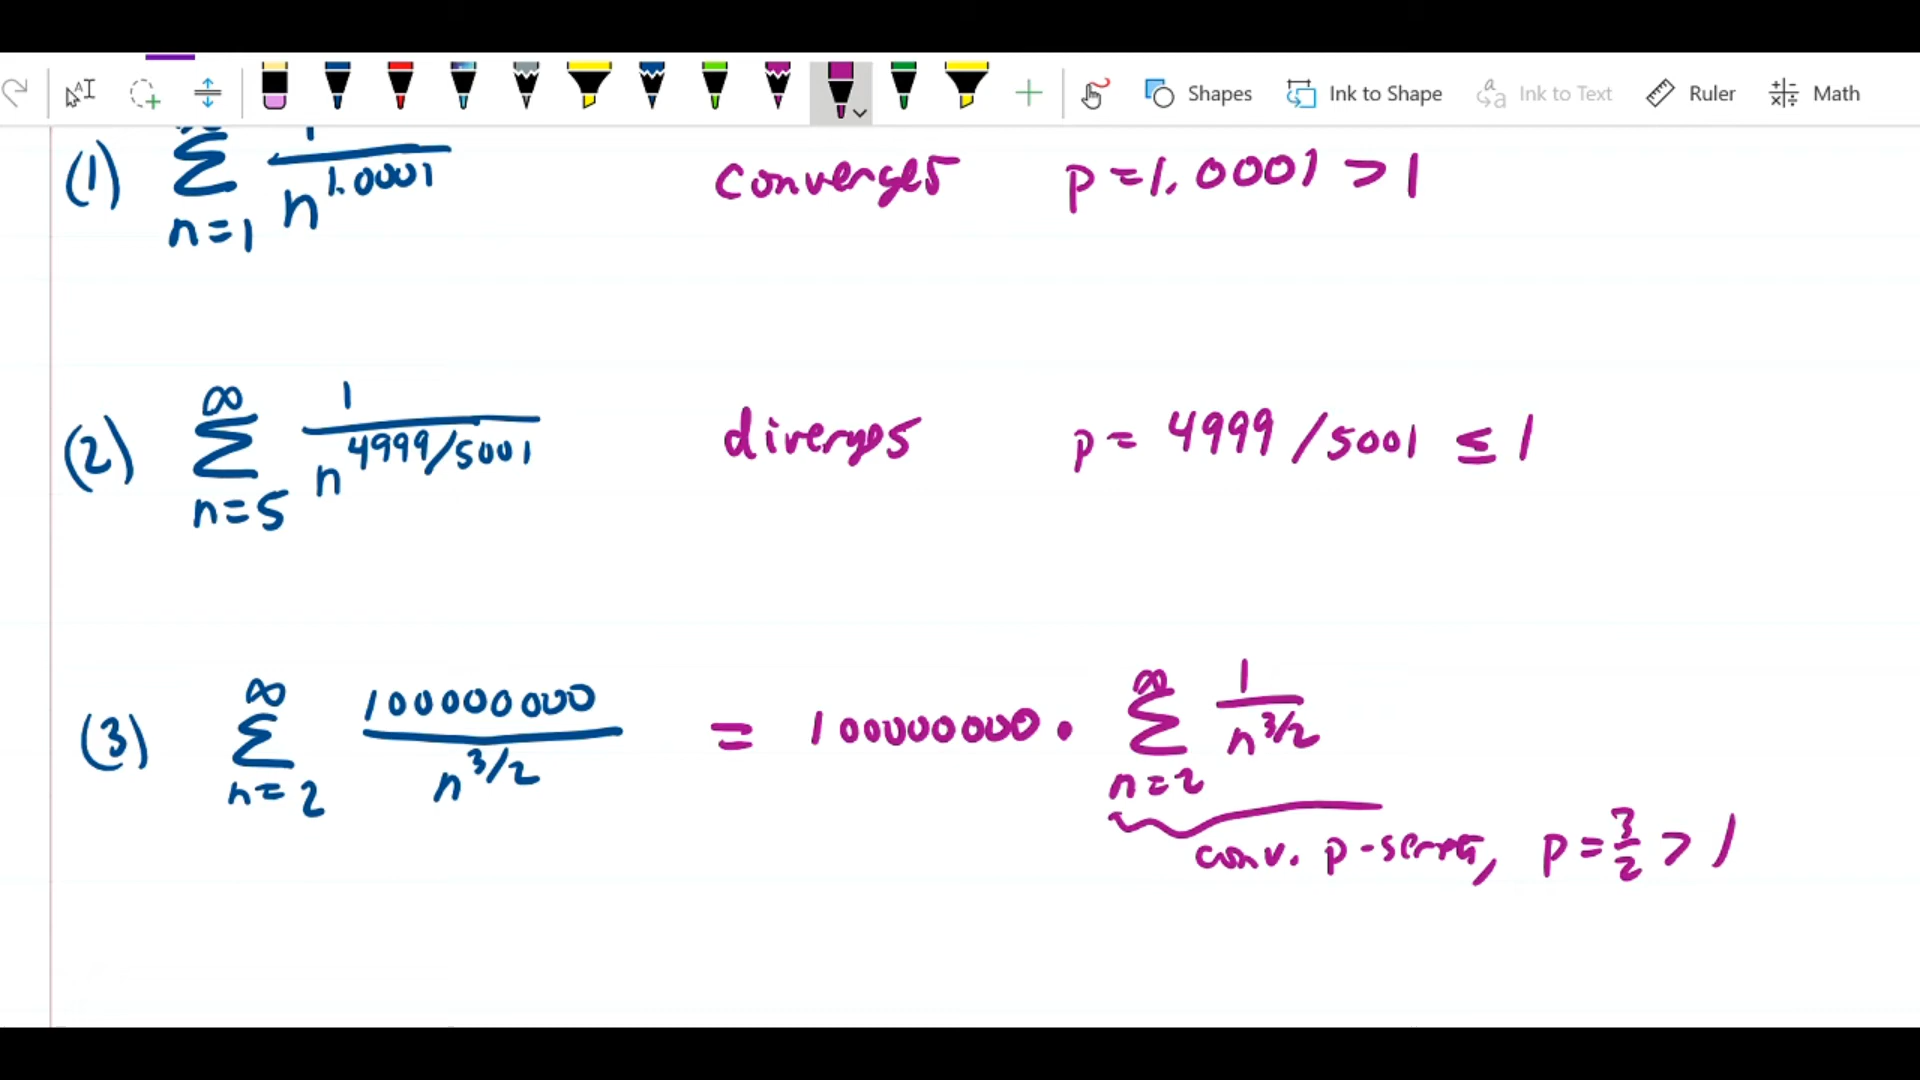 Shapes Ink to Shape Ink to Text Ruler Math
(1) ∞ Σ n=1 1/n^1.0001 converges p=1.0001 > 1
(2) ∞ Σ n=5 1/n^4999/5001 diverges p= 4999/5001 ≤ 1
(3) ∞ Σ n=2 100000000/n^3/2 = 100000000 · ∞ Σ n=2 1/n^3/2
conv. p-series, p=3/2 > 1